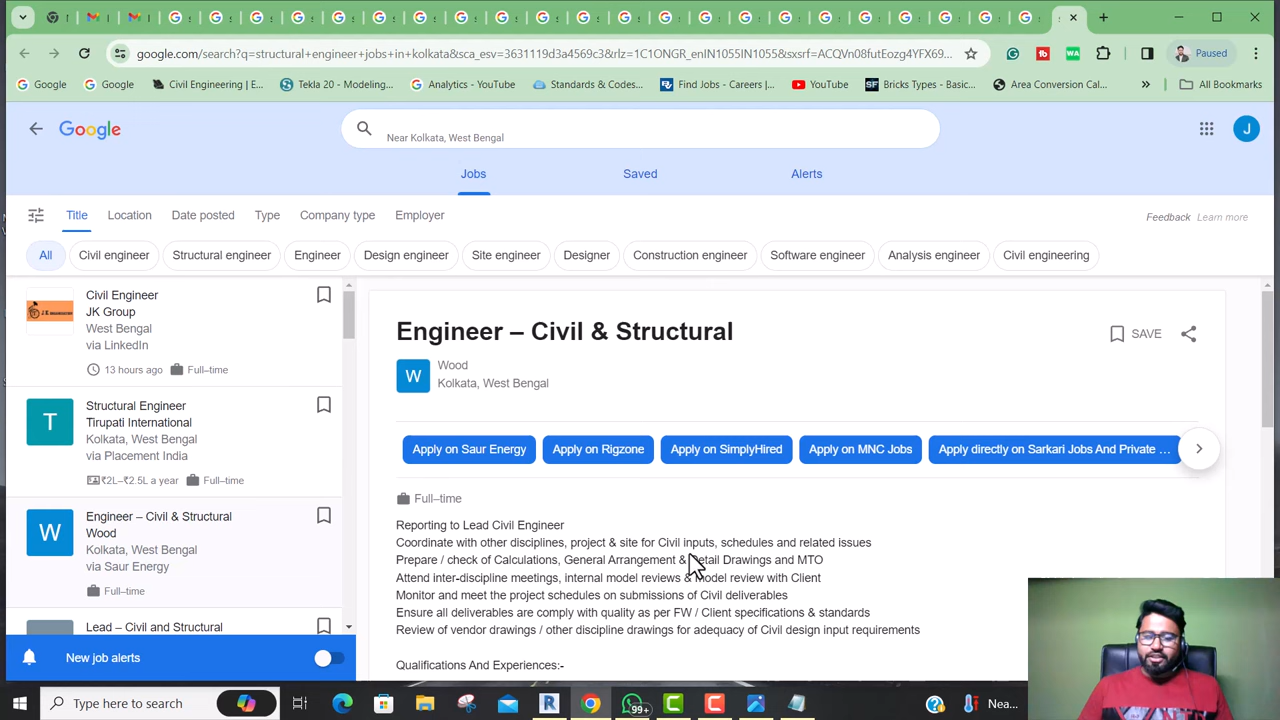 google.com/search?q=structural+engineer+jobs+in+kolkata&sca_esv=3631119d3a4569c3&rlz=1C1ONGR_enIN1055IN1055&sxsrf=ACQVn08futEozg4YFX69...
Paused
Google
Google
Civil Engineering | E...
Tekla 20 - Modeling...
Analytics - YouTube
Standards & Codes...
Find Jobs - Careers |...
YouTube
Bricks Types - Basic...
Area Conversion Cal...
»
All Bookmarks
Google
Near Kolkata, West Bengal
J
Jobs
Saved
Alerts
Title
Location
Date posted
Type
Company type
Employer
Feedback
Learn more
All
Civil engineer
Structural engineer
Engineer
Design engineer
Site engineer
Designer
Construction engineer
Software engineer
Analysis engineer
Civil engineering
Civil Engineer
JK Group
West Bengal
via LinkedIn
13 hours ago
Full–time
T
Structural Engineer
Tirupati International
Kolkata, West Bengal
via Placement India
₹2L–₹2.5L a year
Full–time
W
Engineer – Civil & Structural
Wood
Kolkata, West Bengal
via Saur Energy
Full–time
Lead – Civil and Structural
New job alerts
Engineer – Civil & Structural
SAVE
W
Wood
Kolkata, West Bengal
Apply on Saur Energy
Apply on Rigzone
Apply on SimplyHired
Apply on MNC Jobs
Apply directly on Sarkari Jobs And Private ...
Full–time
Reporting to Lead Civil Engineer
Coordinate with other disciplines, project & site for Civil inputs, schedules and related issues
Prepare / check of Calculations, General Arrangement & Detail Drawings and MTO
Attend inter-discipline meetings, internal model reviews & model review with Client
Monitor and meet the project schedules on submissions of Civil deliverables
Ensure all deliverables are comply with quality as per FW / Client specifications & standards
Review of vendor drawings / other discipline drawings for adequacy of Civil design input requirements
Qualifications And Experiences:-
Type here to search
99+
Nea...